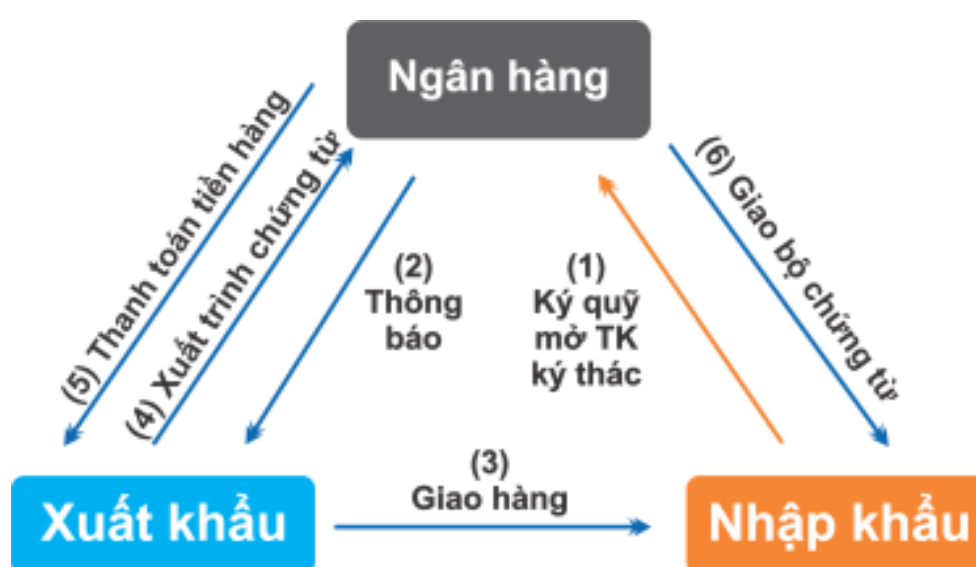 Ngân hàng
(5) Thanh toán tiền hàng
(4) Xuất trình chứng từ
(2)
Thông
báo
(1)
Ký quỹ
mở TK
ký thác
(6) Giao bộ chứng từ
(3)
Giao hàng
Xuất khẩu
Nhập khẩu